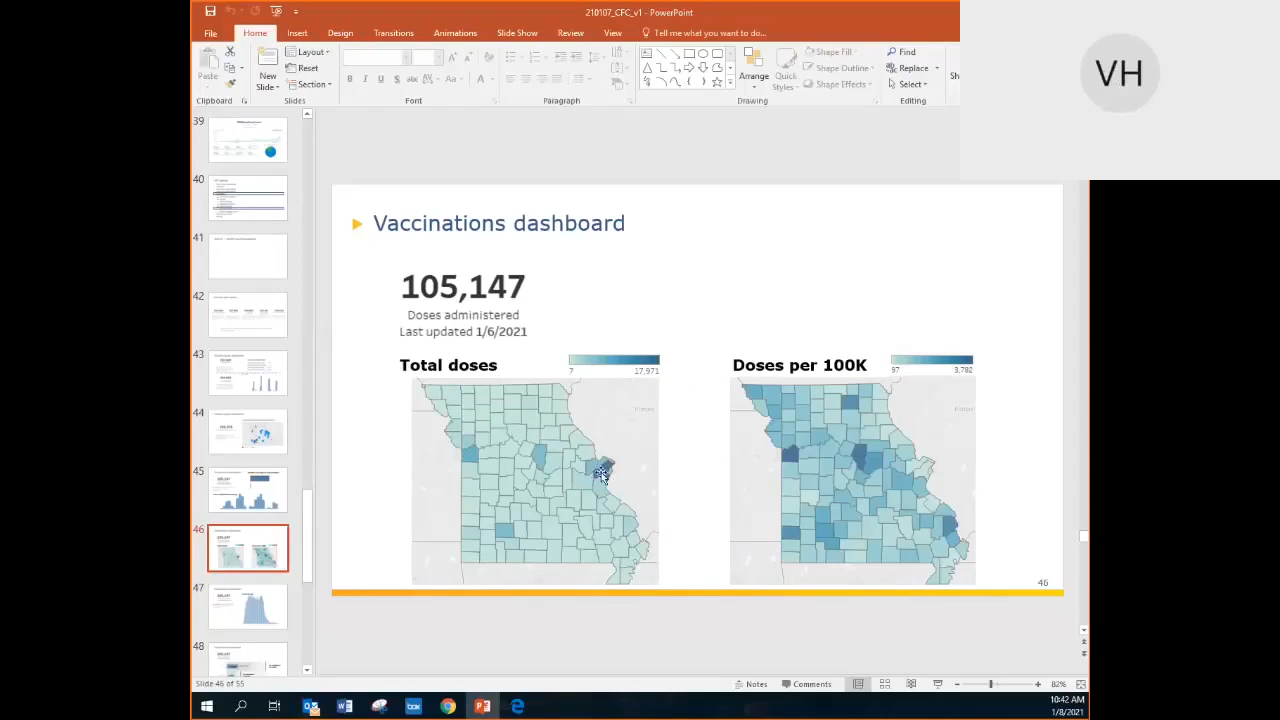 210107_CFC_v1 - PowerPoint
File Home Insert Design Transitions Animations Slide Show Review View Tell me what you want to do...
VH
Paste
New
Slide
Layout
Reset
Section
Find
Replace
Select
Arrange
Quick
Styles
Shape Fill
Shape Outline
Shape Effects
Clipboard Slides Font Paragraph Drawing Editing
39
40
41
42
43
44
45
46
47
48
Vaccinations dashboard
105,147
Doses administered
Last updated 1/6/2021
Total doses
7 17,971
Doses per 100K
97 3,782
Illinois
Illinois
46
Slide 46 of 55
Notes Comments 82%
10:42 AM
1/8/2021